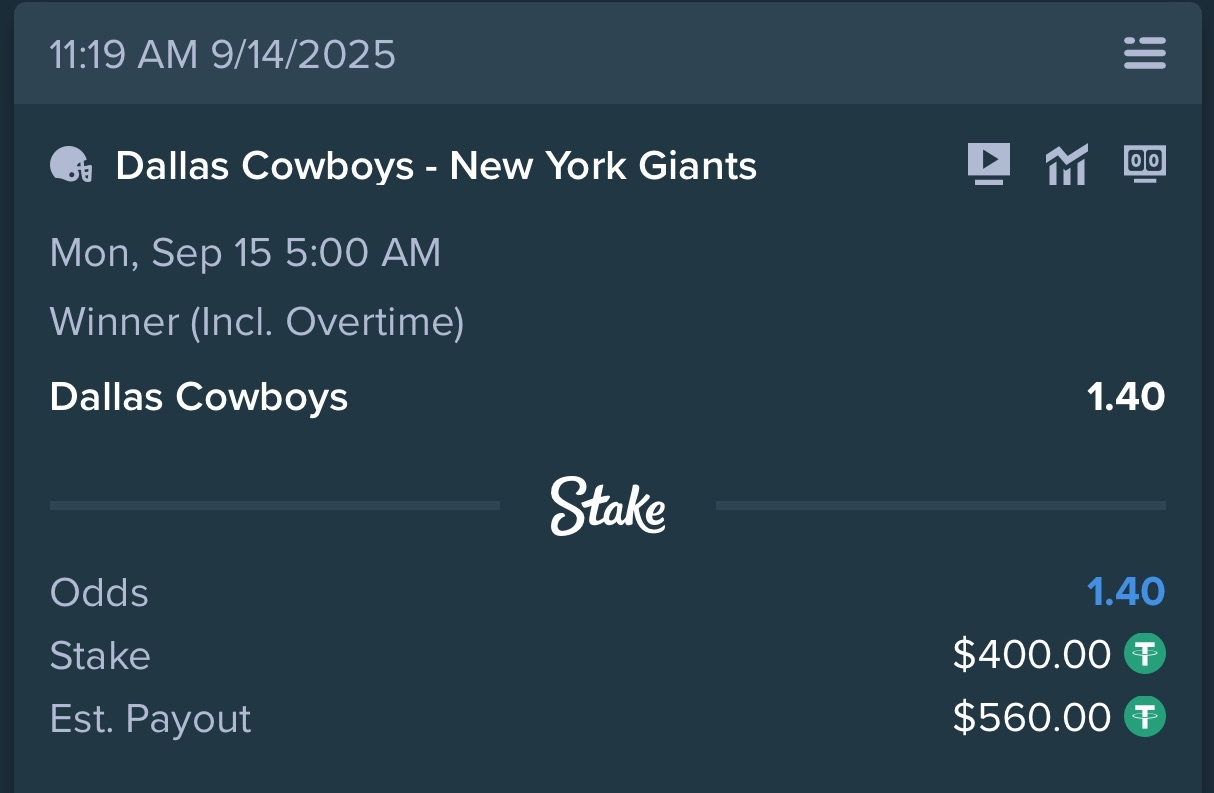 11:19 AM 9/14/2025
Dallas Cowboys - New York Giants
00
Mon, Sep 15 5:00 AM
Winner (Incl. Overtime)
Dallas Cowboys 1.40
Stake
Odds 1.40
Stake $400.00
Est. Payout $560.00